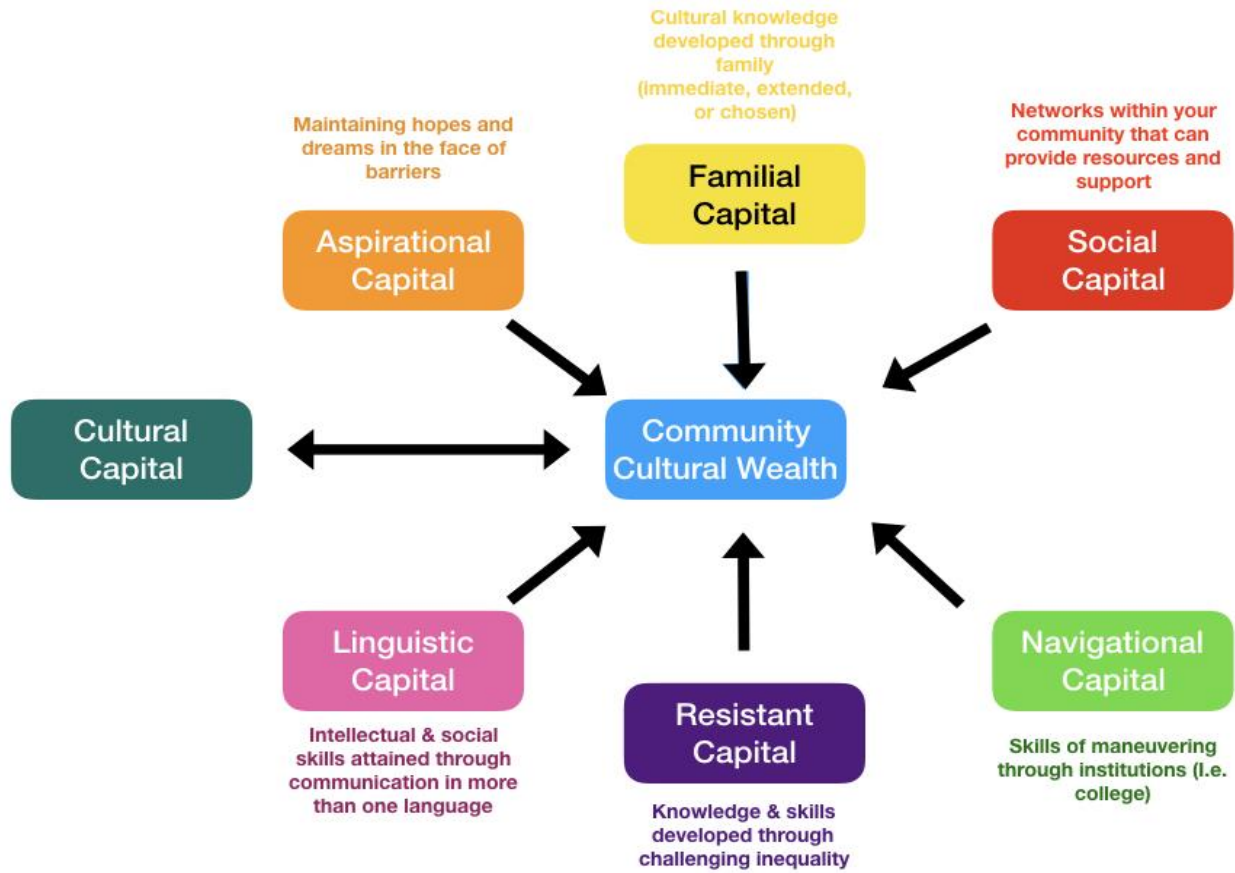 Cultural knowledge
developed through
family
(immediate, extended,
or chosen)
Familial
Capital
Maintaining hopes and
dreams in the face of
barriers
Aspirational
Capital
Networks within your
community that can
provide resources and
support
Social
Capital
Cultural
Capital
Community
Cultural Wealth
Linguistic
Capital
Intellectual & social
skills attained through
communication in more
than one language
Resistant
Capital
Knowledge & skills
developed through
challenging inequality
Navigational
Capital
Skills of maneuvering
through institutions (I.e.
college)